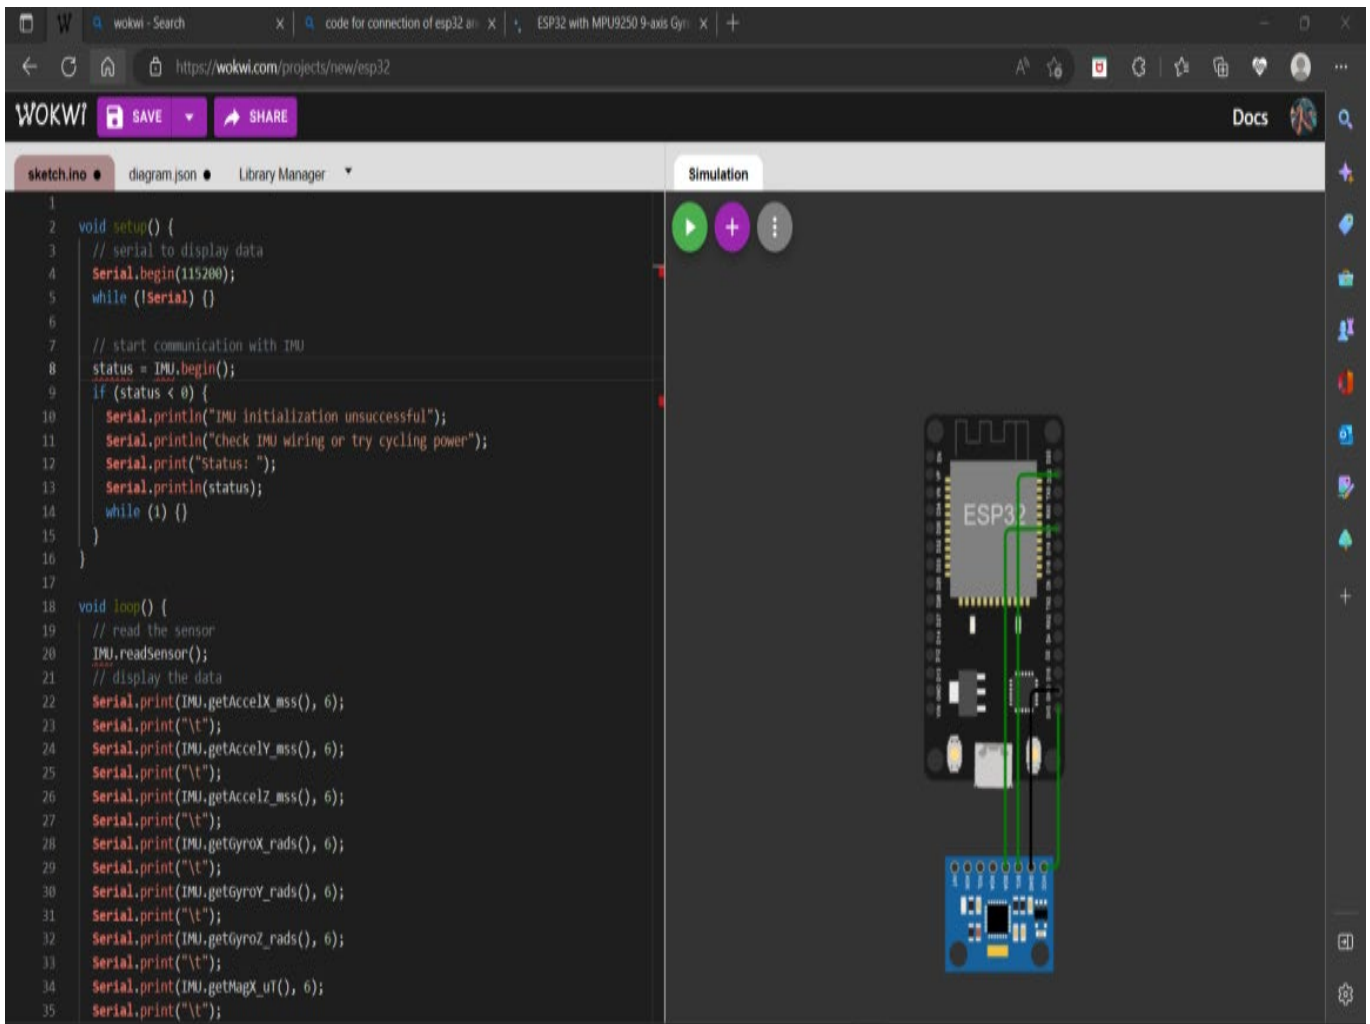 wokwi - Search
code for connection of esp32 an
ESP32 with MPU9250 9-axis Gyr
https://wokwi.com/projects/new/esp32
WOKWI SAVE SHARE Docs
sketch.ino ● diagram.json ● Library Manager
Simulation
1
2 void setup() {
3 // serial to display data
4 Serial.begin(115200);
5 while (!Serial) {}
6
7 // start communication with IMU
8 status = IMU.begin();
9 if (status < 0) {
10 Serial.println("IMU initialization unsuccessful");
11 Serial.println("Check IMU wiring or try cycling power");
12 Serial.print("Status: ");
13 Serial.println(status);
14 while (1) {}
15 }
16 }
17
18 void loop() {
19 // read the sensor
20 IMU.readSensor();
21 // display the data
22 Serial.print(IMU.getAccelX_mss(), 6);
23 Serial.print("\t");
24 Serial.print(IMU.getAccelY_mss(), 6);
25 Serial.print("\t");
26 Serial.print(IMU.getAccelZ_mss(), 6);
27 Serial.print("\t");
28 Serial.print(IMU.getGyroX_rads(), 6);
29 Serial.print("\t");
30 Serial.print(IMU.getGyroY_rads(), 6);
31 Serial.print("\t");
32 Serial.print(IMU.getGyroZ_rads(), 6);
33 Serial.print("\t");
34 Serial.print(IMU.getMagX_uT(), 6);
35 Serial.print("\t");
ESP32